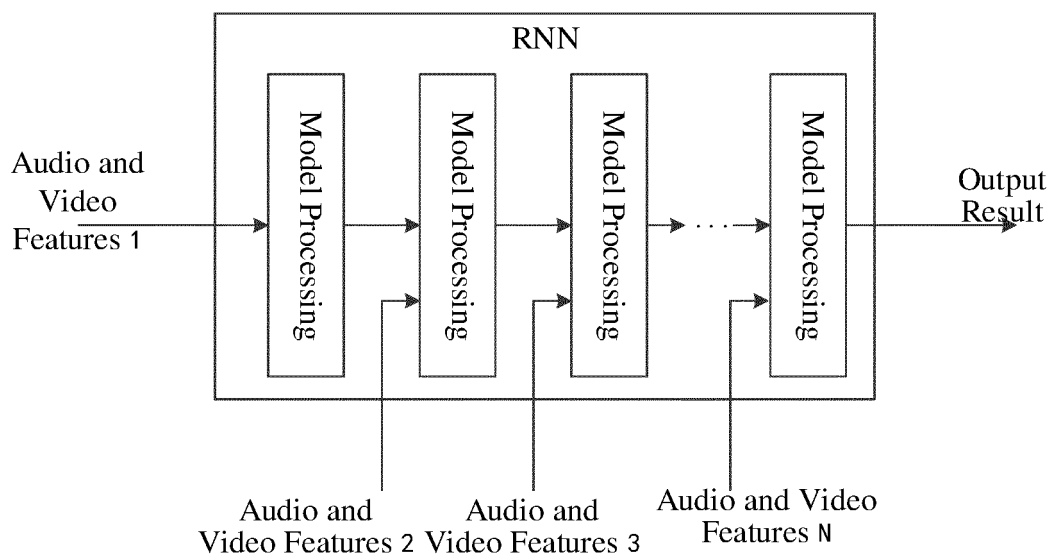 RNN
Audio and
Video
Features 1
Model Processing
Model Processing
Model Processing
...
Model Processing
Output
Result
Audio and
Video Features 2
Audio and
Video Features 3
Audio and Video
Features N